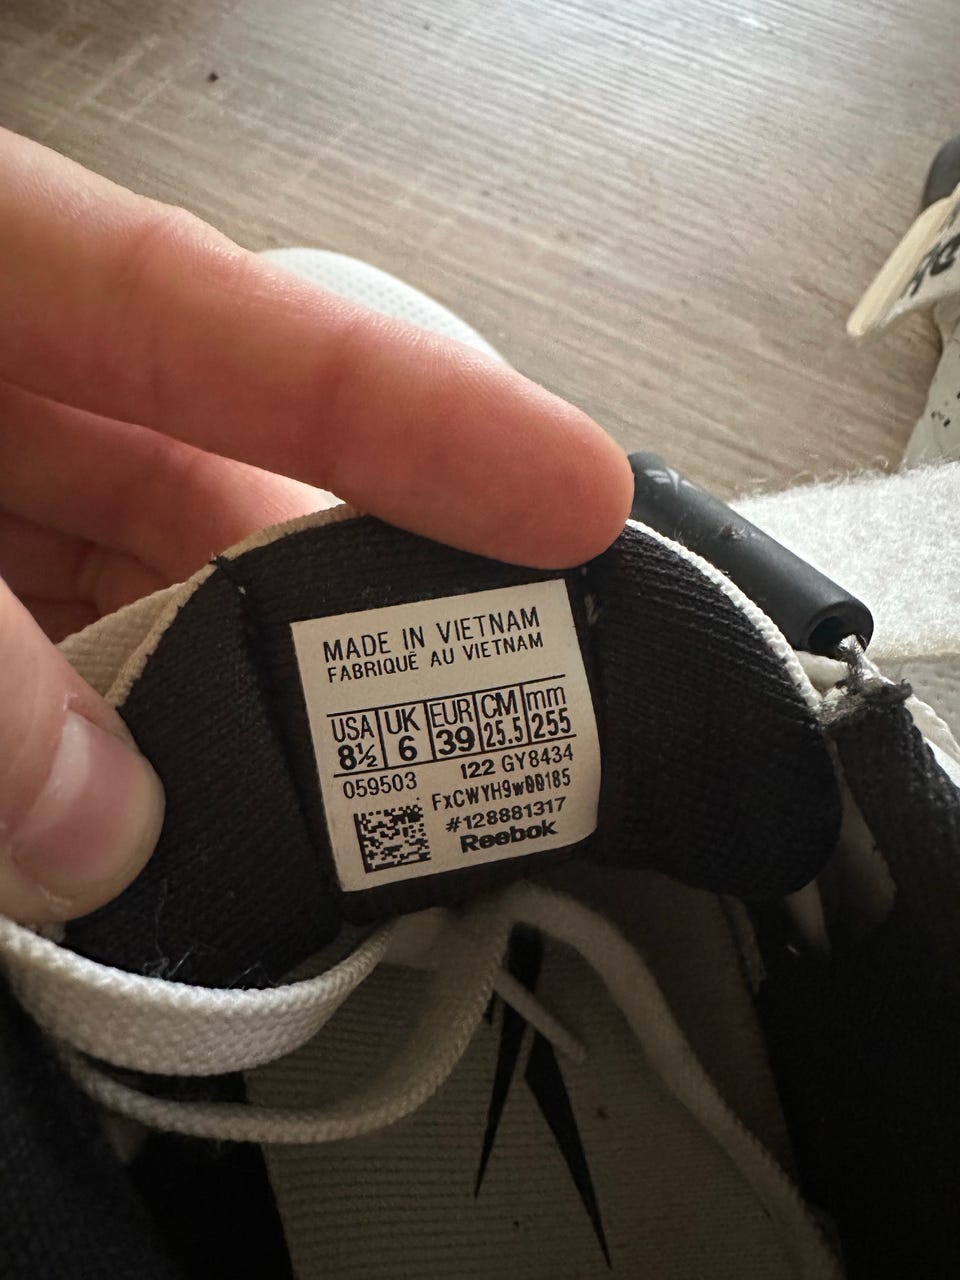 MADE IN VIETNAM
FABRIQUÉ AU VIETNAM
USA UK EUR CM mm
8½ 6 39 25.5 255
059503 I22 GY8434
FxCWYH9w00185
#128881317
Reebok